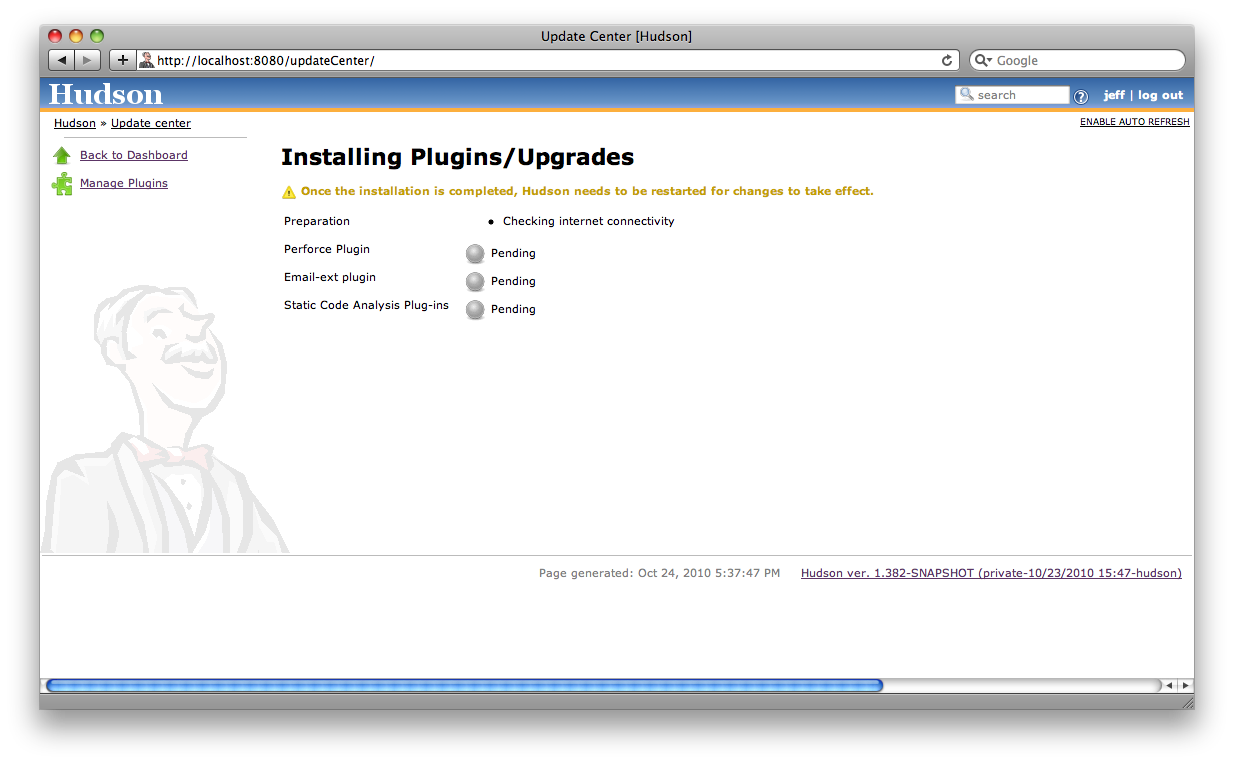 Update Center [Hudson]
http://localhost:8080/updateCenter/
Google
Hudson
search
jeff | log out
Hudson » Update center
ENABLE AUTO REFRESH
Back to Dashboard
Manage Plugins
Installing Plugins/Upgrades
Once the installation is completed, Hudson needs to be restarted for changes to take effect.
Preparation • Checking internet connectivity
Perforce Plugin Pending
Email-ext plugin Pending
Static Code Analysis Plug-ins Pending
Page generated: Oct 24, 2010 5:37:47 PM Hudson ver. 1.382-SNAPSHOT (private-10/23/2010 15:47-hudson)